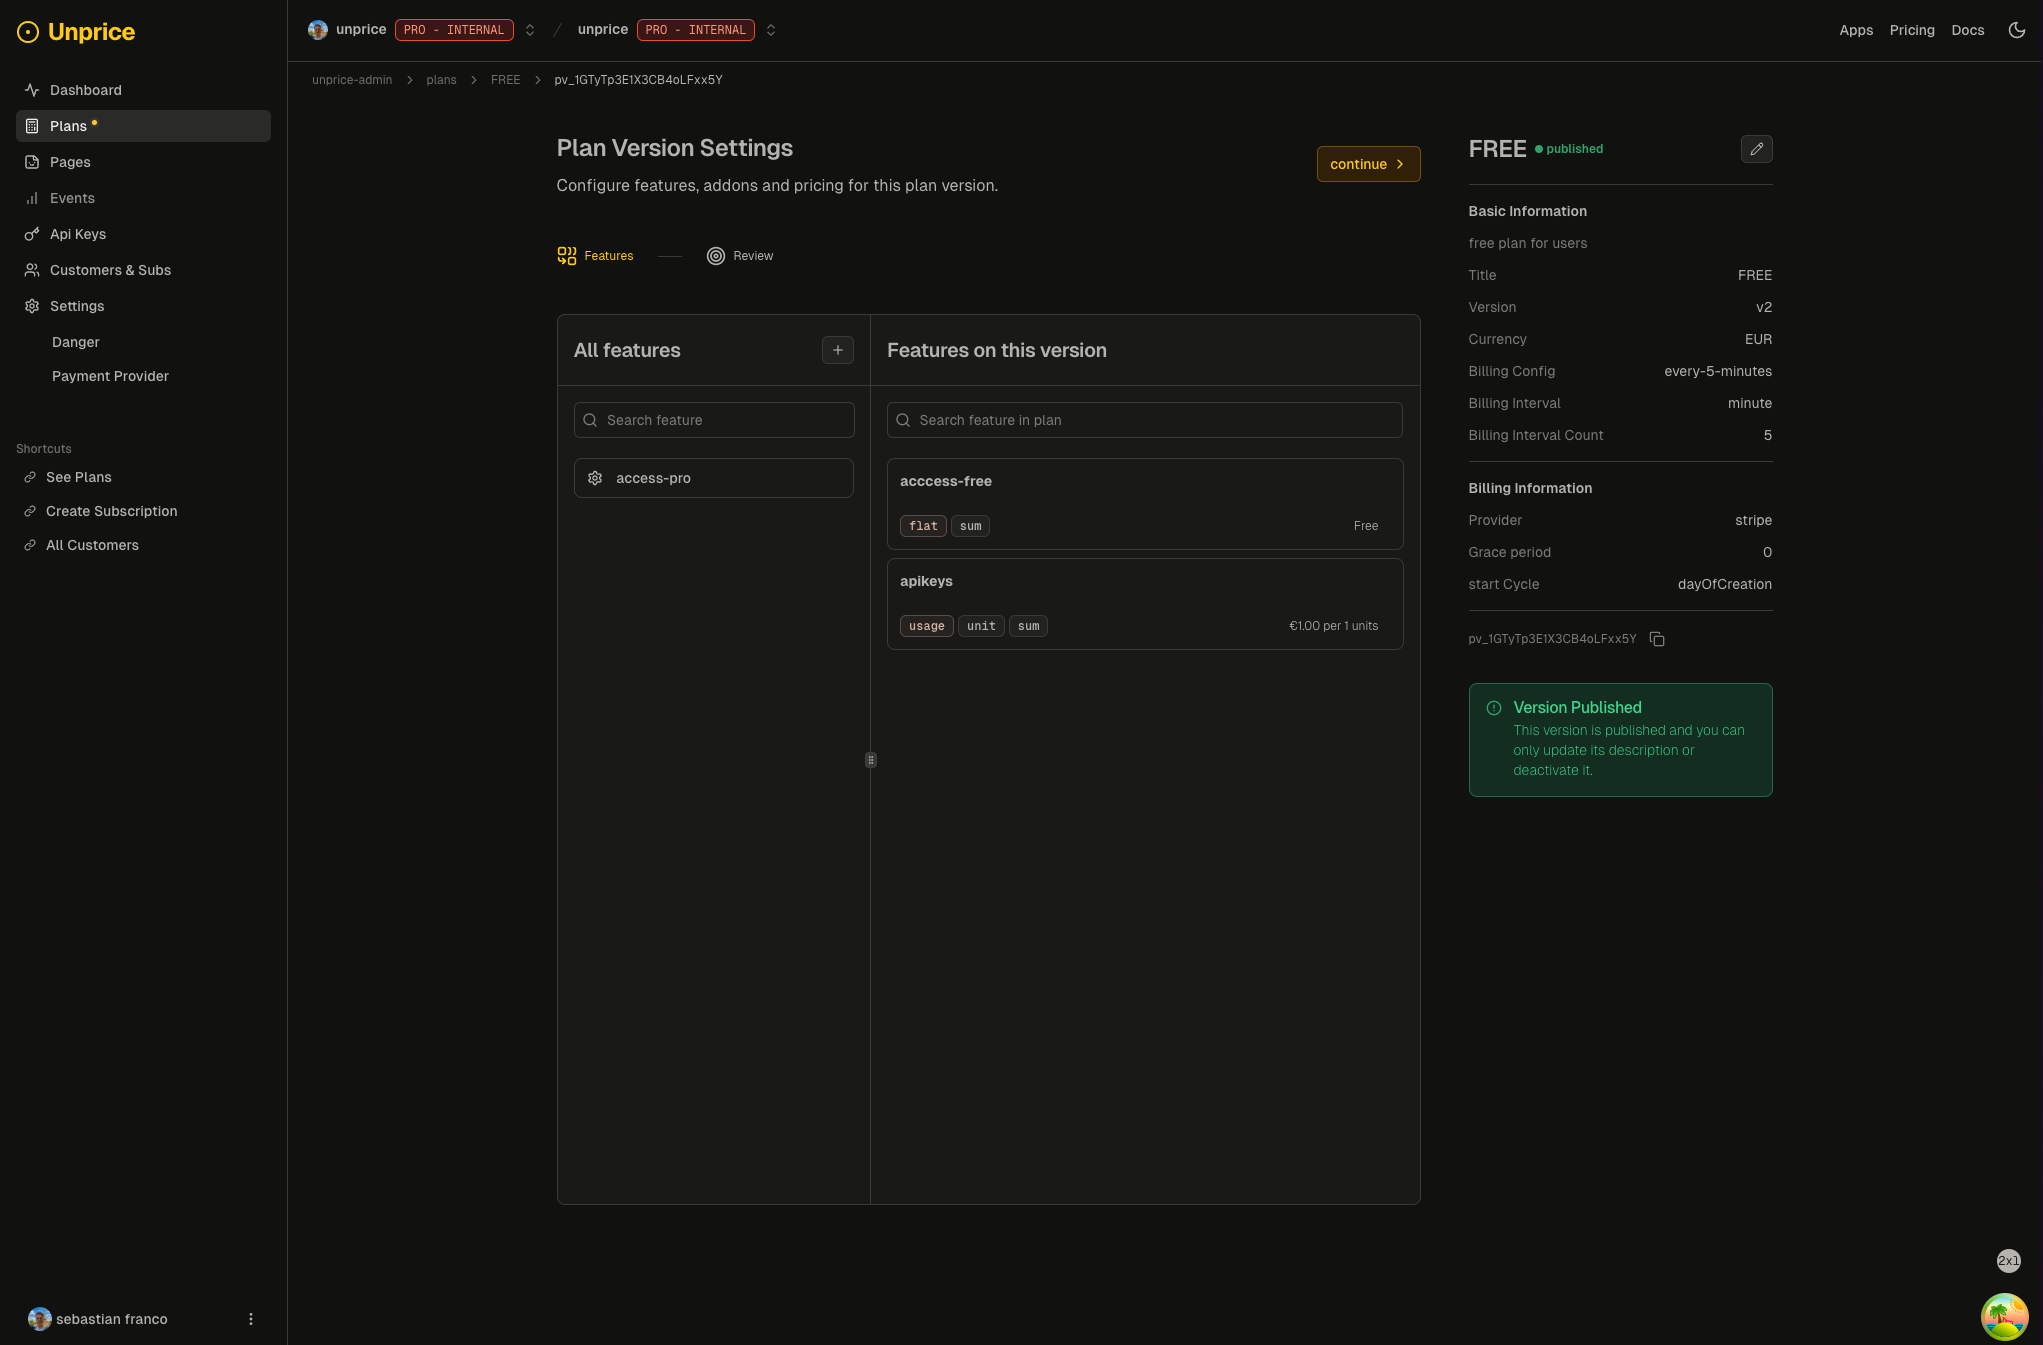 Unprice
Dashboard
Plans
Pages
Events
Api Keys
Customers & Subs
Settings
Danger
Payment Provider
Shortcuts
See Plans
Create Subscription
All Customers
sebastian franco
unprice PRO - INTERNAL / unprice PRO - INTERNAL
Apps Pricing Docs
unprice-admin > plans > FREE > pv_1GTyTp3E1X3CB4oLFxx5Y
Plan Version Settings
Configure features, addons and pricing for this plan version.
continue
Features
Review
All features
Search feature
access-pro
Features on this version
Search feature in plan
acccess-free
flat sum Free
apikeys
usage unit sum €1.00 per 1 units
FREE published
Basic Information
free plan for users
Title FREE
Version v2
Currency EUR
Billing Config every-5-minutes
Billing Interval minute
Billing Interval Count 5
Billing Information
Provider stripe
Grace period 0
start Cycle dayOfCreation
pv_1GTyTp3E1X3CB4oLFxx5Y
Version Published
This version is published and you can
only update its description or
deactivate it.
2xl